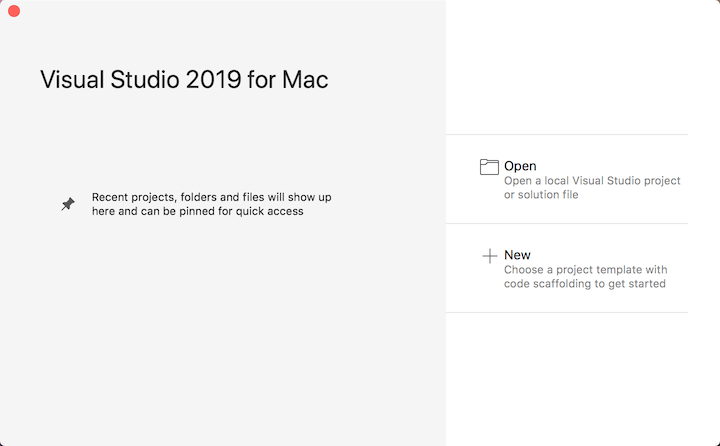 Visual Studio 2019 for Mac
Recent projects, folders and files will show up
here and can be pinned for quick access
Open
Open a local Visual Studio project
or solution file
New
Choose a project template with
code scaffolding to get started